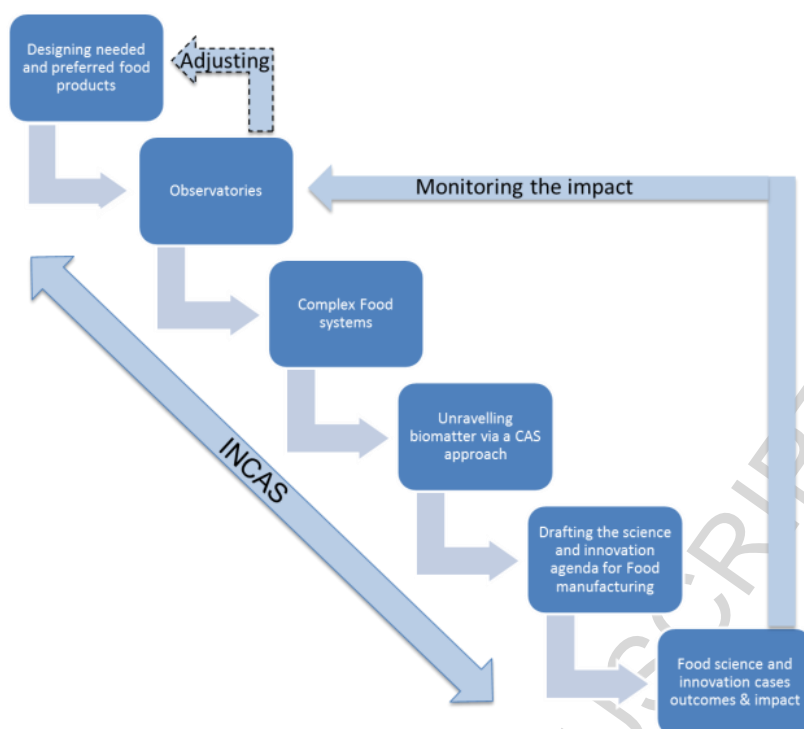 Designing needed
and preferred food
products
Adjusting
Observatories
Monitoring the impact
Complex Food
systems
INCAS
Unravelling
biomatter via a CAS
approach
Drafting the science
and innovation
agenda for Food
manufacturing
Food science and
innovation cases
outcomes & impact